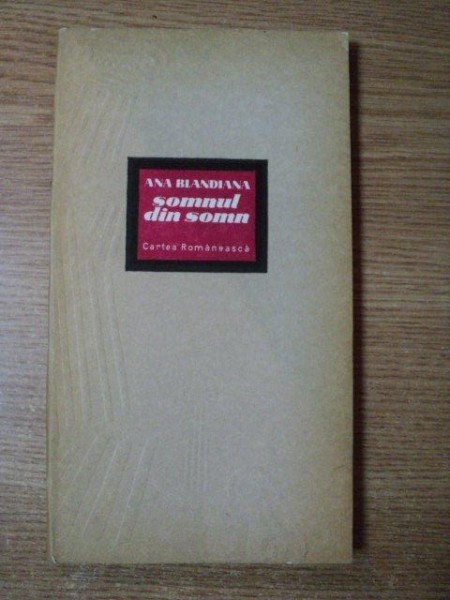 ANA BLANDIANA
somnul
din somn
Cartea Românească